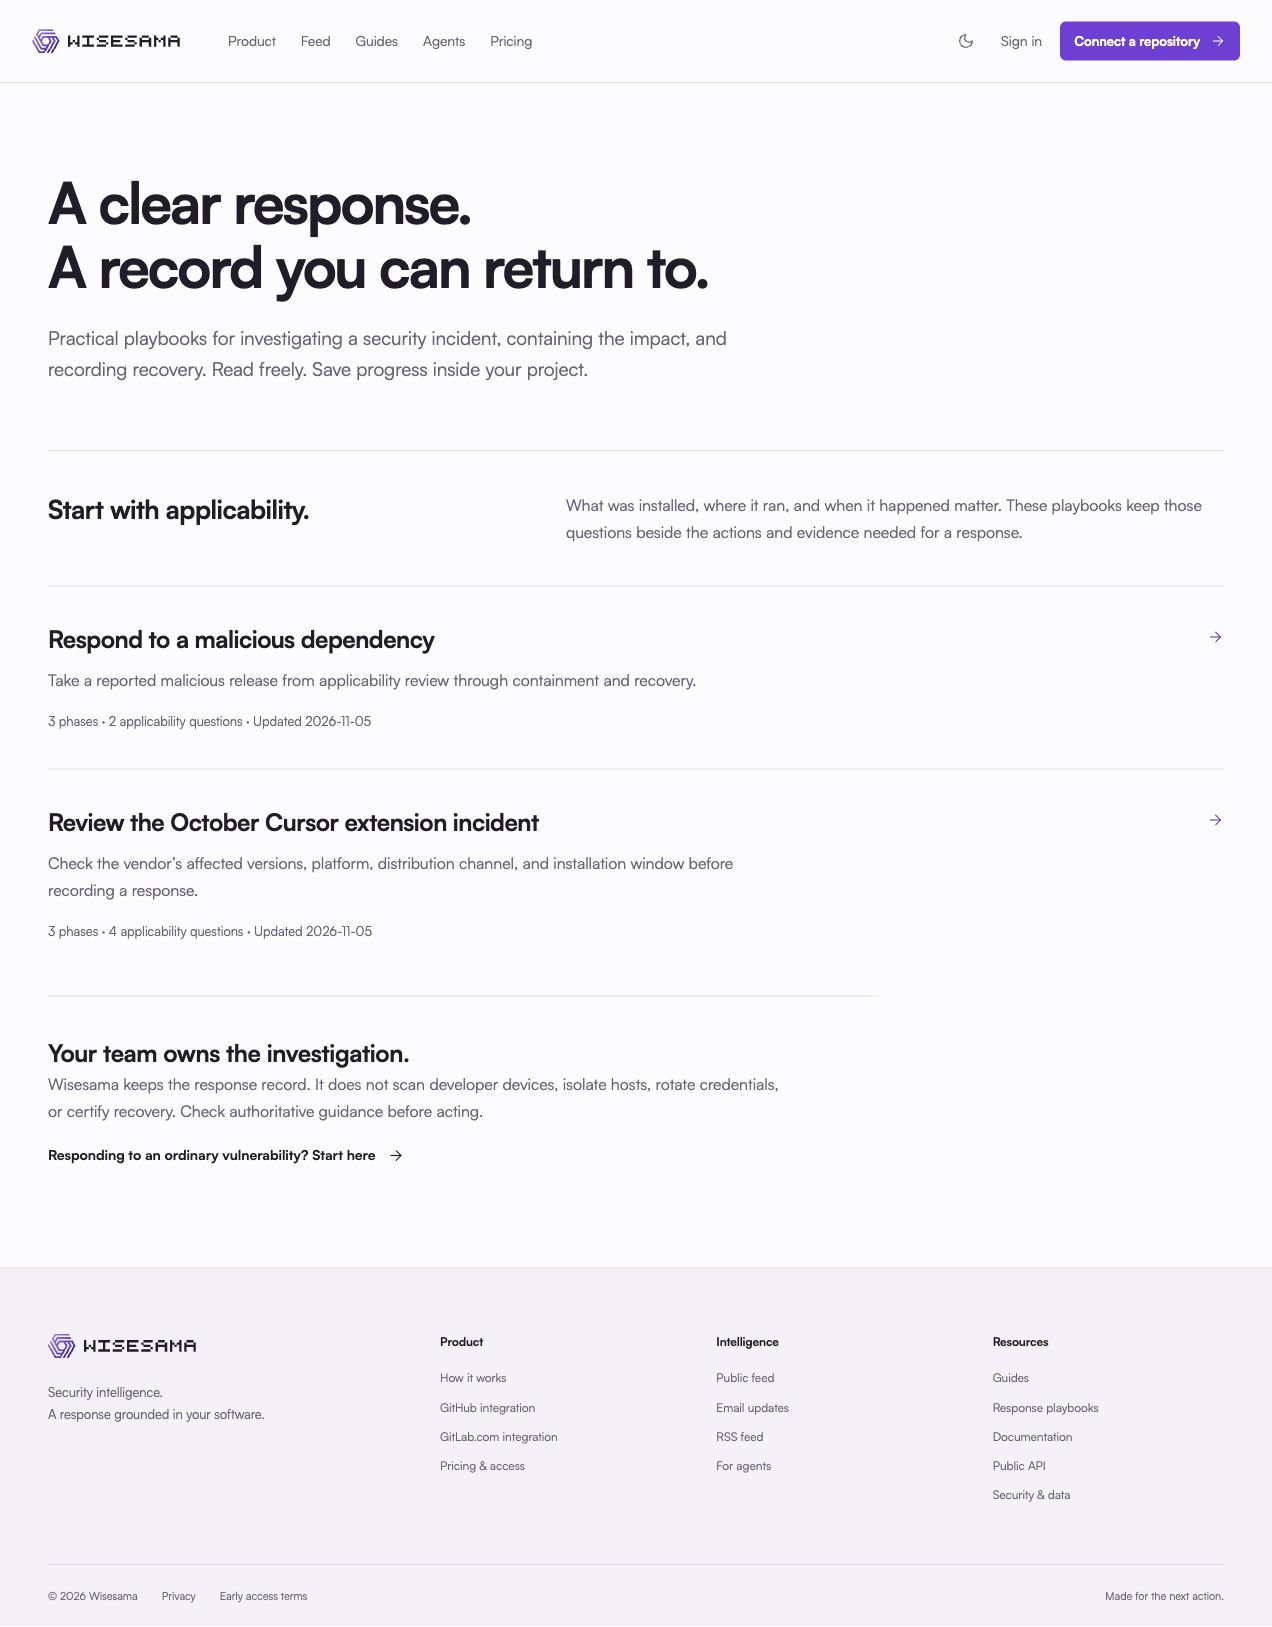 WISESAMA
Product
Feed
Guides
Agents
Pricing
Sign in
Connect a repository
A clear response.
A record you can return to.
Practical playbooks for investigating a security incident, containing the impact, and
recording recovery. Read freely. Save progress inside your project.
Start with applicability.
What was installed, where it ran, and when it happened matter. These playbooks keep those
questions beside the actions and evidence needed for a response.
Respond to a malicious dependency
Take a reported malicious release from applicability review through containment and recovery.
3 phases · 2 applicability questions · Updated 2026-11-05
Review the October Cursor extension incident
Check the vendor’s affected versions, platform, distribution channel, and installation window before
recording a response.
3 phases · 4 applicability questions · Updated 2026-11-05
Your team owns the investigation.
Wisesama keeps the response record. It does not scan developer devices, isolate hosts, rotate credentials,
or certify recovery. Check authoritative guidance before acting.
Responding to an ordinary vulnerability? Start here
WISESAMA
Security intelligence.
A response grounded in your software.
Product
How it works
GitHub integration
GitLab.com integration
Pricing & access
Intelligence
Public feed
Email updates
RSS feed
For agents
Resources
Guides
Response playbooks
Documentation
Public API
Security & data
© 2026 Wisesama
Privacy
Early access terms
Made for the next action.